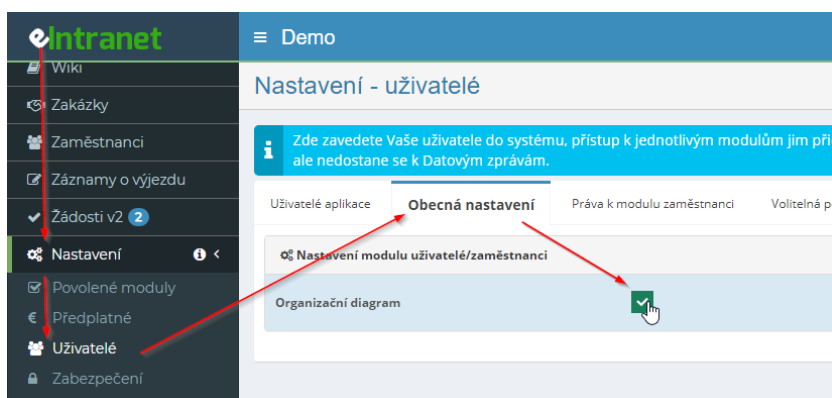 eIntranet
Demo
Wiki
Zakázky
Zaměstnanci
Záznamy o výjezdu
Žádosti v2 2
Nastavení
Povolené moduly
€ Předplatné
Uživatelé
Zabezpečení
Nastavení - uživatelé
Zde zavedete Vaše uživatele do systému, přístup k jednotlivým modulům jim při
ale nedostane se k Datovým zprávám.
Uživatelé aplikace Obecná nastavení Práva k modulu zaměstnanci Volitelná p
Nastavení modulu uživatelé/zaměstnanci
Organizační diagram